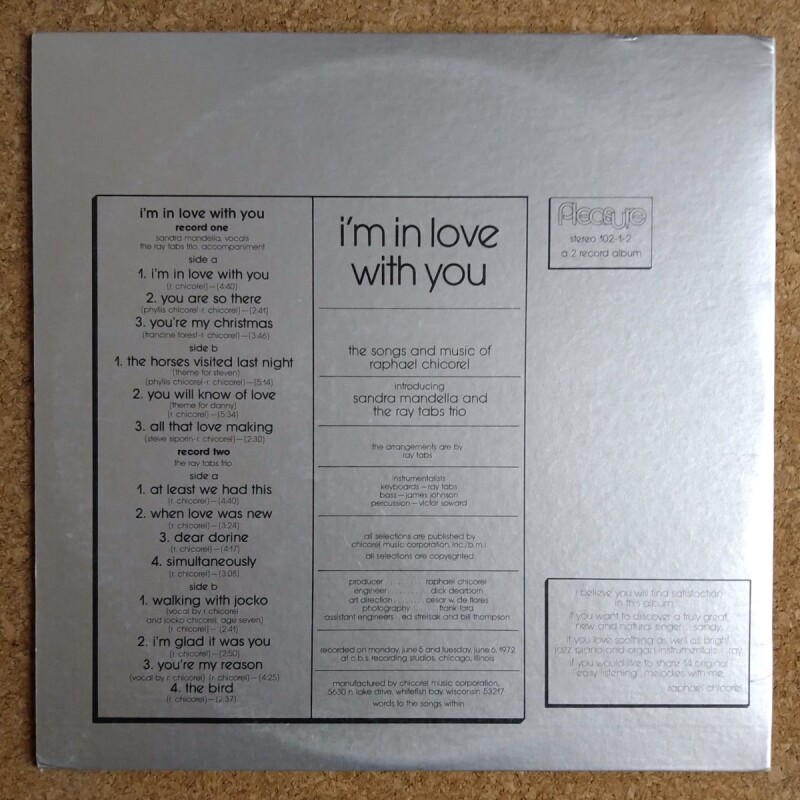 i'm in love with you
record one
sandra mandella, vocals
the ray tabs trio, accompaniment
side a
1. i'm in love with you
(r. chicorel)—(4:40)
2. you are so there
(phyllis chicorel-r. chicorel)—(2:41)
3. you're my christmas
(francine forest-r. chicorel)—(3:46)
side b
1. the horses visited last night
(theme for steven)
(phyllis chicorel-r. chicorel)—(5:14)
2. you will know of love
(theme for danny)
(r. chicorel)—(5:34)
3. all that love making
(steve siporin-r. chicorel)—(2:30)
record two
the ray tabs trio
side a
1. at least we had this
(r. chicorel)—(4:40)
2. when love was new
(r. chicorel)—(3:24)
3. dear dorine
(r. chicorel)—(4:17)
4. simultaneously
(r. chicorel)—(3:08)
side b
1. walking with jocko
(vocal by r. chicorel
and jocko chicorel, age seven)
(r. chicorel)—(2:41)
2. i'm glad it was you
(r. chicorel)—(2:50)
3. you're my reason
(vocal by r. chicorel) (r. chicorel)—(4:25)
4. the bird
(r. chicorel)—(2:37)
i'm in love
with you
the songs and music of
raphael chicorel
introducing
sandra mandella and
the ray tabs trio
the arrangements are by
ray tabs
instrumentalists
keyboards—ray tabs
bass—james johnson
percussion—victor soward
all selections are published by
chicorel music corporation, inc./b.m.i.
all selections are copyrighted
producer . . . . . . . raphael chicorel
engineer . . . . . . . dick dearborn
art direction . . . . . . cesar w. de flores
photography . . . . . . frank ford
assistant engineers . . ed streisak and bill thompson
recorded on monday, june 5 and tuesday, june 6, 1972
at c.b.s. recording studios, chicago, illinois
manufactured by chicorel music corporation,
5630 n. lake drive, whitefish bay, wisconsin 53217
words to the songs within
Pleasure
stereo 102-1-2
a 2 record album
i believe you will find satisfaction
in this album.
if you want to discover a truly great,
new and natural singer . . . sandy.
if you love soothing as well as bright
jazz piano and organ instrumentals . . . ray.
if you would like to share 14 original
"easy listening" melodies with me,
raphael chicorel